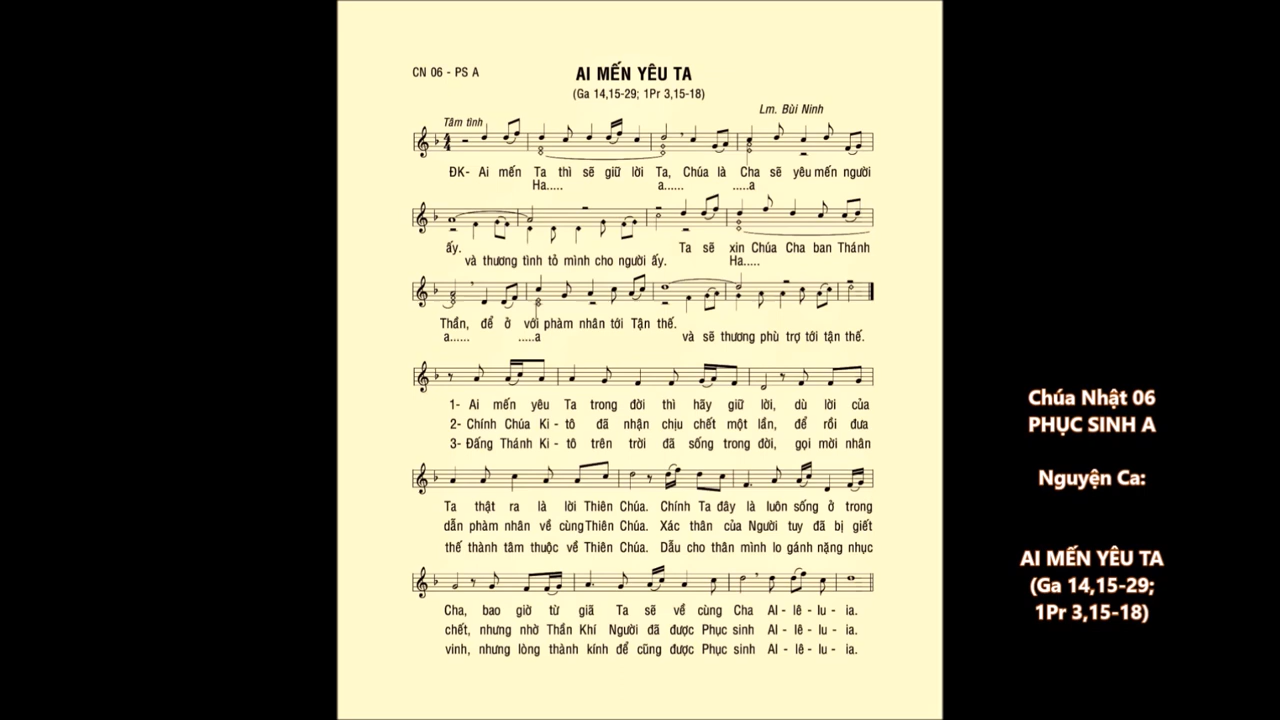 CN 06 - PS A
AI MẾN YÊU TA
(Ga 14,15-29; 1Pr 3,15-18)
Lm. Bùi Ninh
Tâm tình
ĐK- Ai mến Ta thì sẽ giữ lời Ta, Chúa là Cha sẽ yêu mến người
Ha..... a...... .....a
ấy. Ta sẽ xin Chúa Cha ban Thánh
và thương tình tỏ mình cho người ấy. Ha.....
Thần, để ở với phàm nhân tới Tận thế.
a...... .....a và sẽ thương phù trợ tới tận thế.
1- Ai mến yêu Ta trong đời thì hãy giữ lời, dù lời của
2- Chính Chúa Ki - tô đã nhận chịu chết một lần, để rồi đưa
3- Đấng Thánh Ki - tô trên trời đã sống trong đời, gọi mời nhân
Ta thật ra là lời Thiên Chúa. Chính Ta đây là luôn sống ở trong
dẫn phàm nhân về cùng Thiên Chúa. Xác thân của Người tuy đã bị giết
thế thành tâm thuộc về Thiên Chúa. Dẫu cho thân mình lo gánh nặng nhục
Cha, bao giờ từ giã Ta sẽ về cùng Cha Al - lê - lu - ia.
chết, nhưng nhờ Thần Khí Người đã được Phục sinh Al - lê - lu - ia.
vinh, nhưng lòng thành kính để cũng được Phục sinh Al - lê - lu - ia.
Chúa Nhật 06
PHỤC SINH A
Nguyện Ca:
AI MẾN YÊU TA
(Ga 14,15-29;
1Pr 3,15-18)